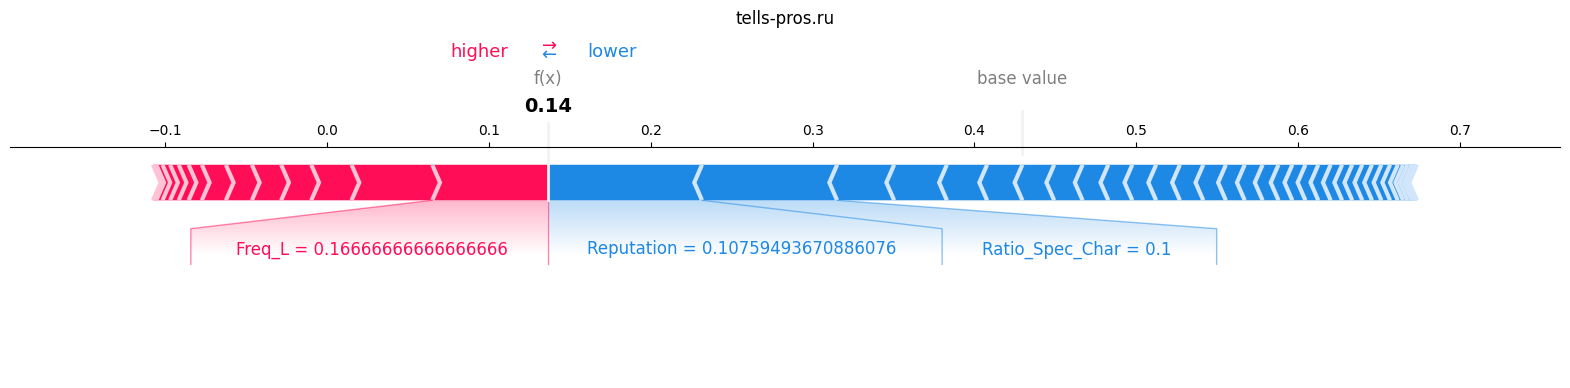 tells-pros.ru
higher ⇄ lower
f(x) base value
0.14
−0.1 0.0 0.1 0.2 0.3 0.4 0.5 0.6 0.7
Freq_L = 0.16666666666666666 Reputation = 0.10759493670886076 Ratio_Spec_Char = 0.1